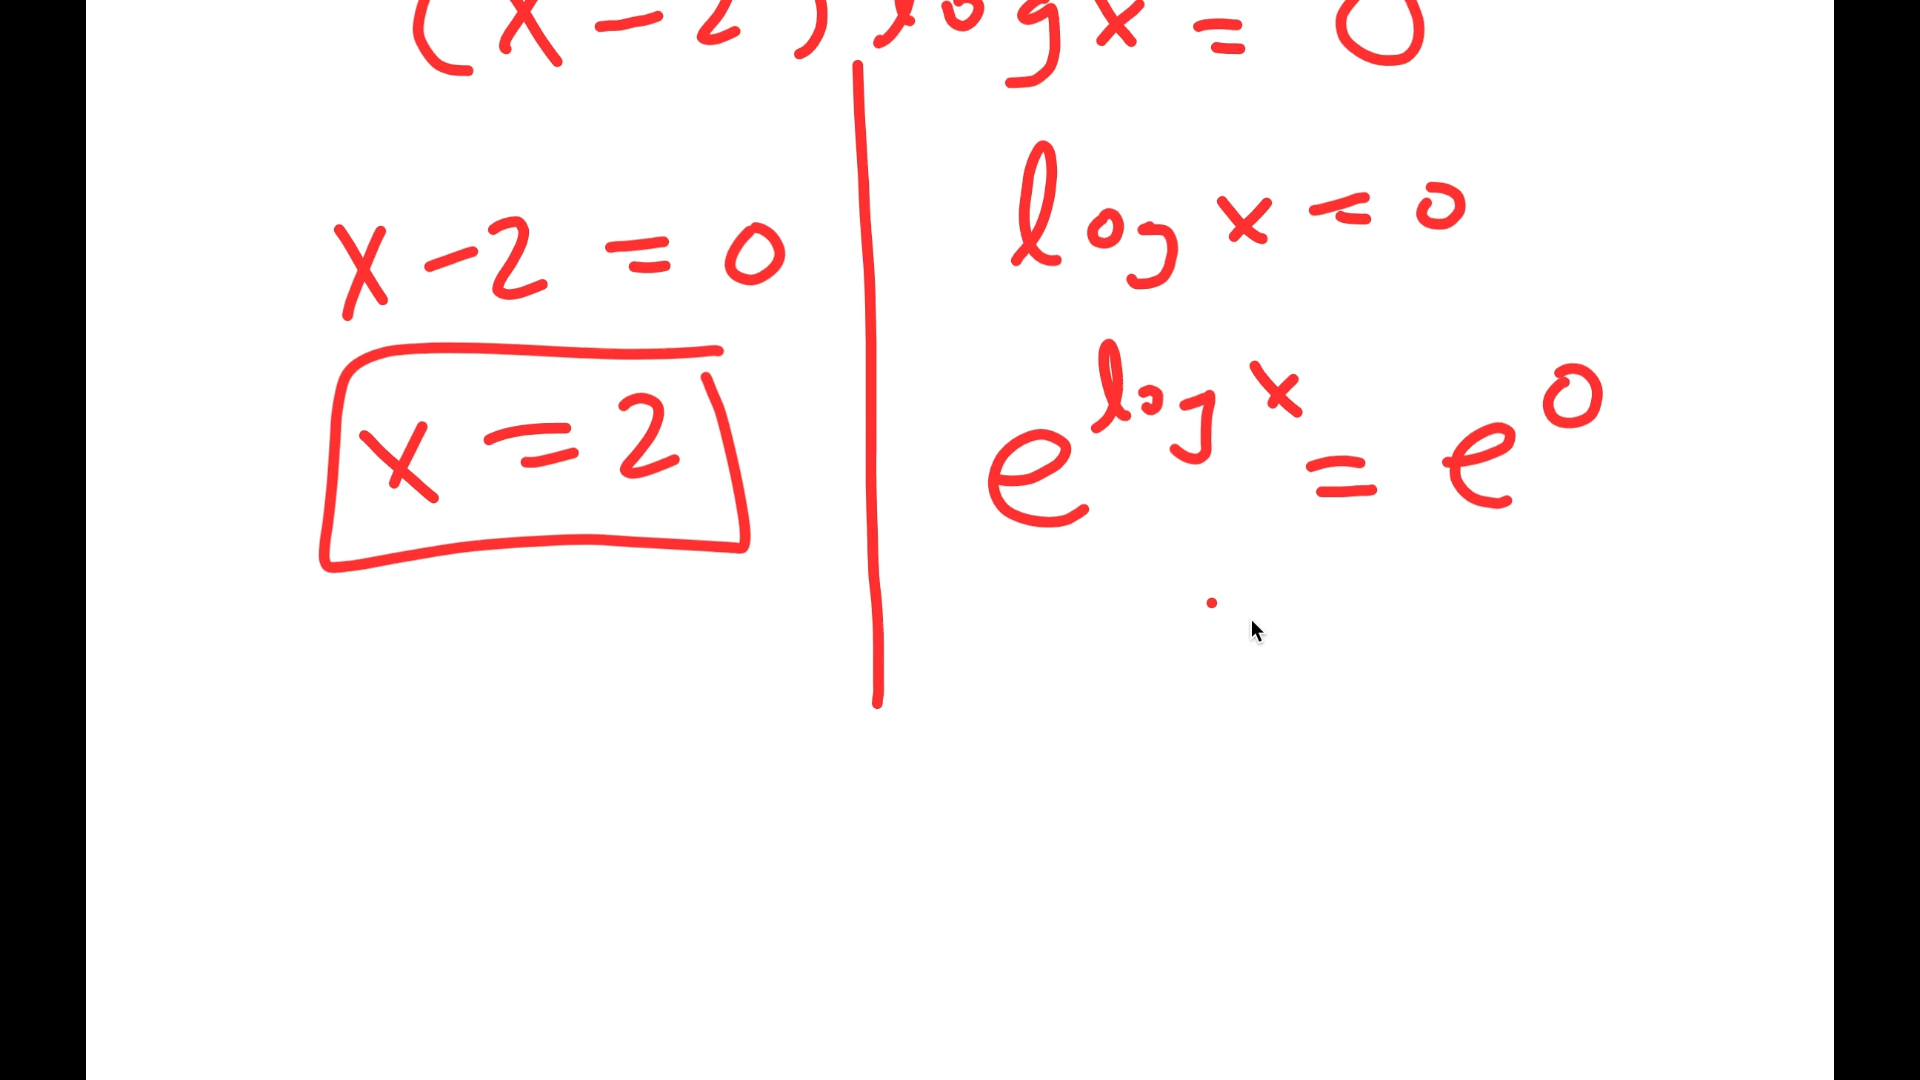 (x-2) log x = 0
x-2 = 0
x = 2
log x = 0
e^{log x} = e^0